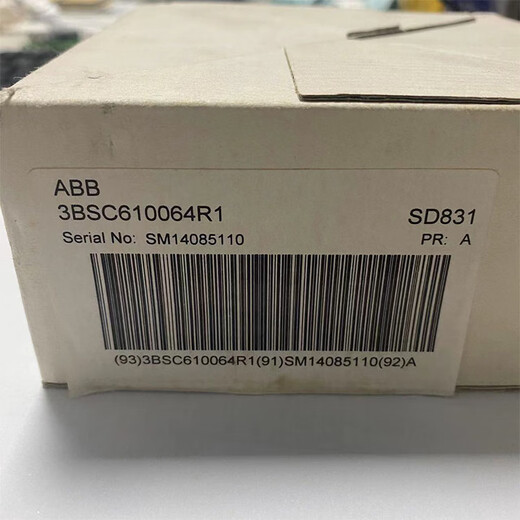 ABB
3BSC610064R1 SD831
Serial No: SM14085110 PR: A
(93)3BSC610064R1(91)SM14085110(92)A